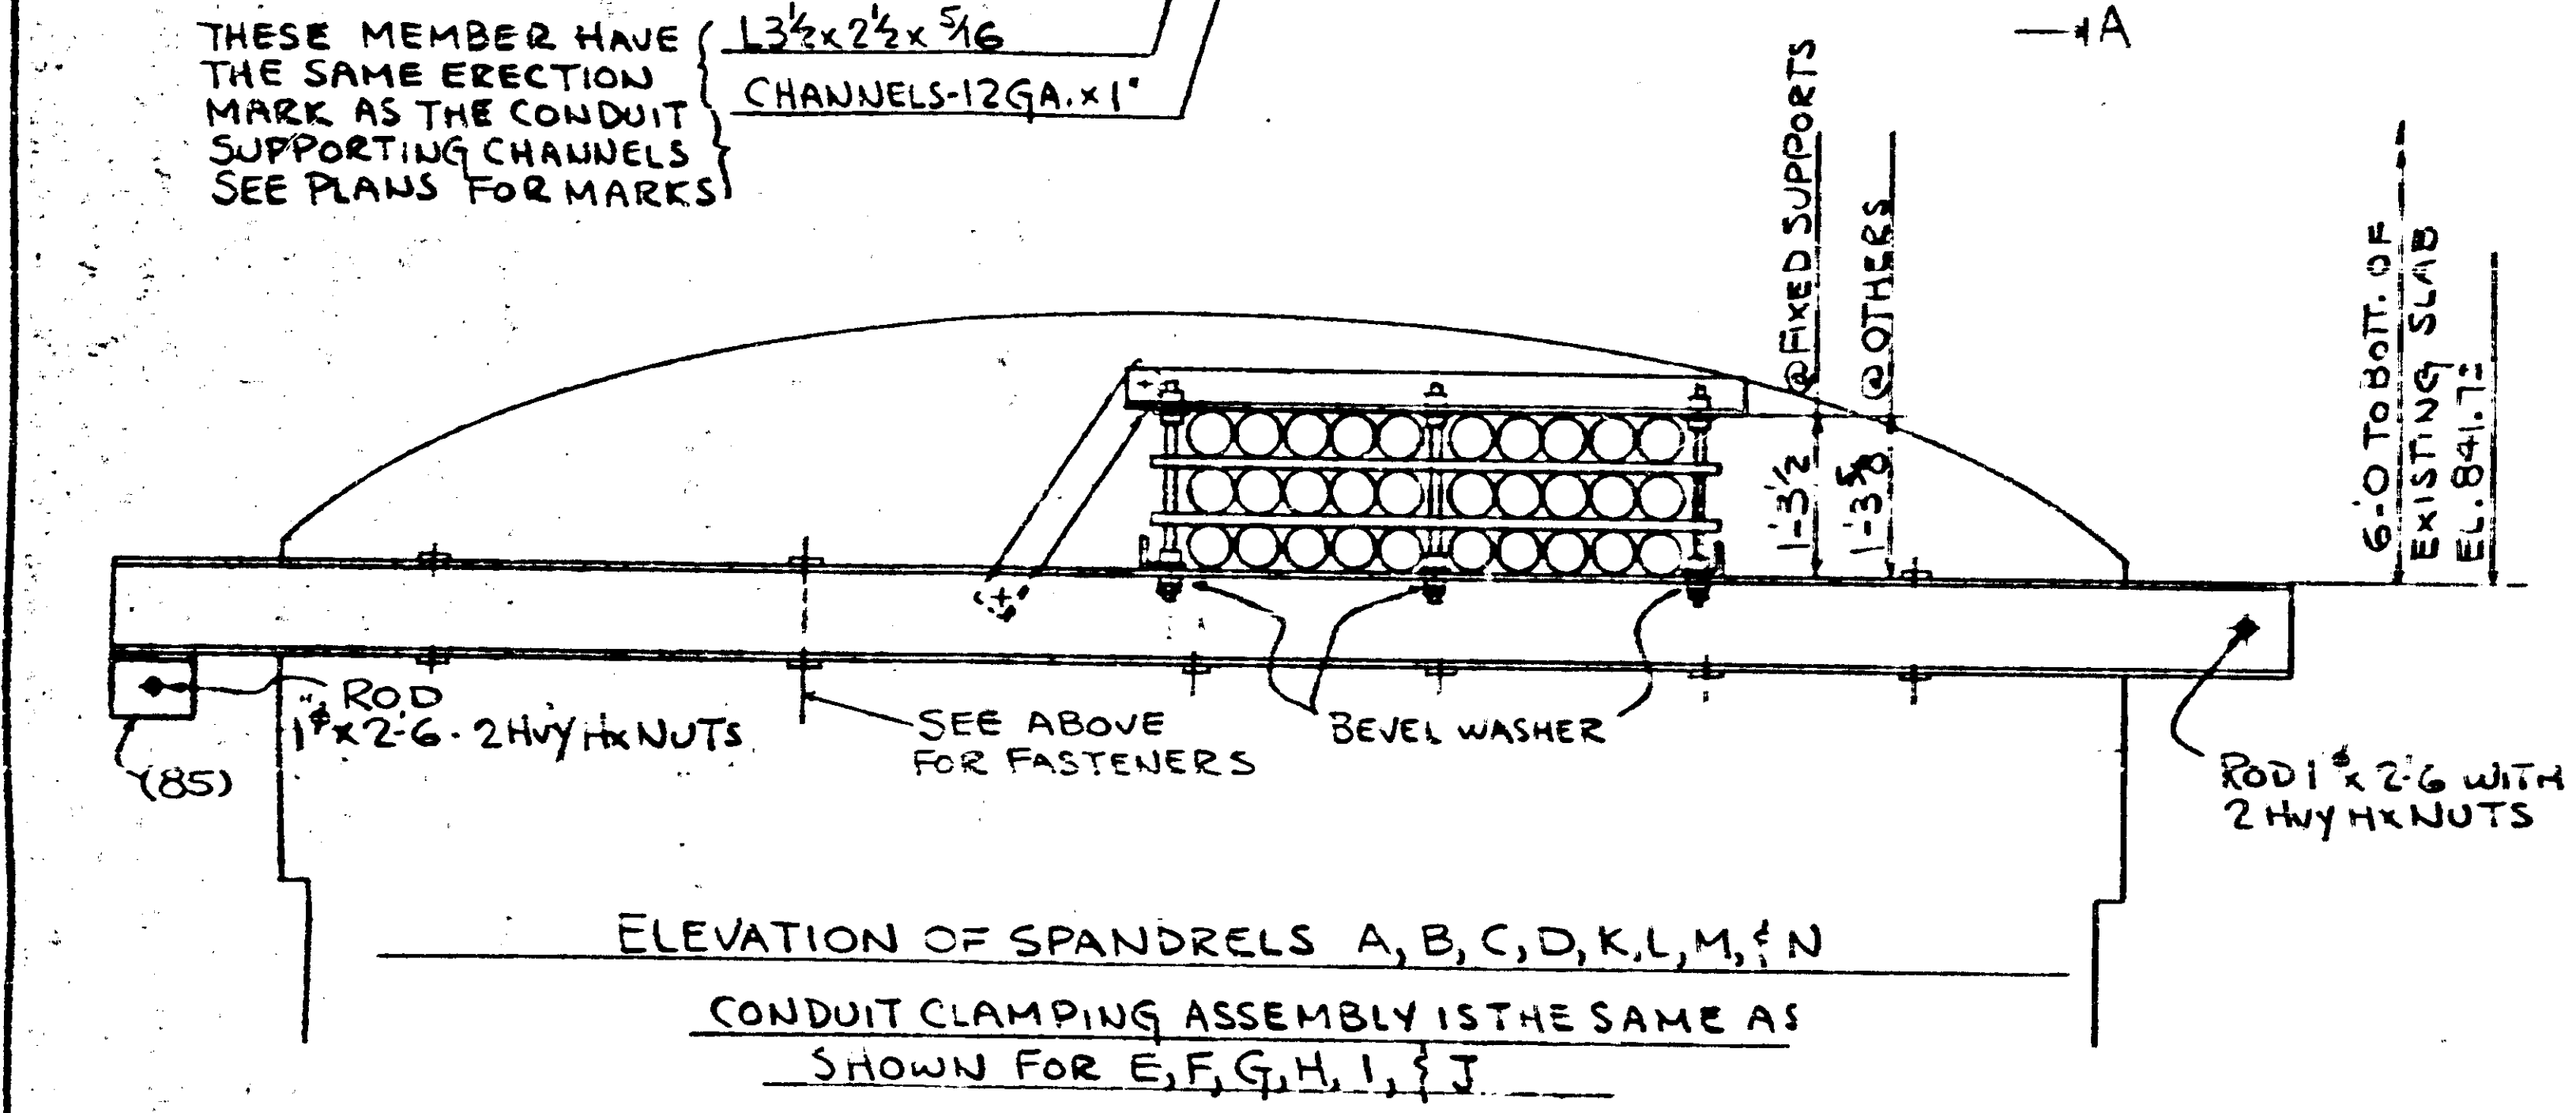 THESE MEMBER HAVE
THE SAME ERECTION
MARK AS THE CONDUIT
SUPPORTING CHANNELS
SEE PLANS FOR MARKS
L3½x2½x 5/16
CHANNELS-12GA.x1"
A
@FIXED SUPPORTS
@OTHERS
1'-3½
1'-3⅝
6'-0 TO BOTT. OF
EXISTING SLAB
EL.841.7±
ROD
1"ϕx2'-6-2 Hvy Hx NUTS
(85)
SEE ABOVE
FOR FASTENERS
BEVEL WASHER
ROD 1"ϕx 2'-6 WITH
2 Hvy Hx NUTS
ELEVATION OF SPANDRELS A, B, C, D, K, L, M, & N
CONDUIT CLAMPING ASSEMBLY IS THE SAME AS
SHOWN FOR E, F, G, H, I, & J